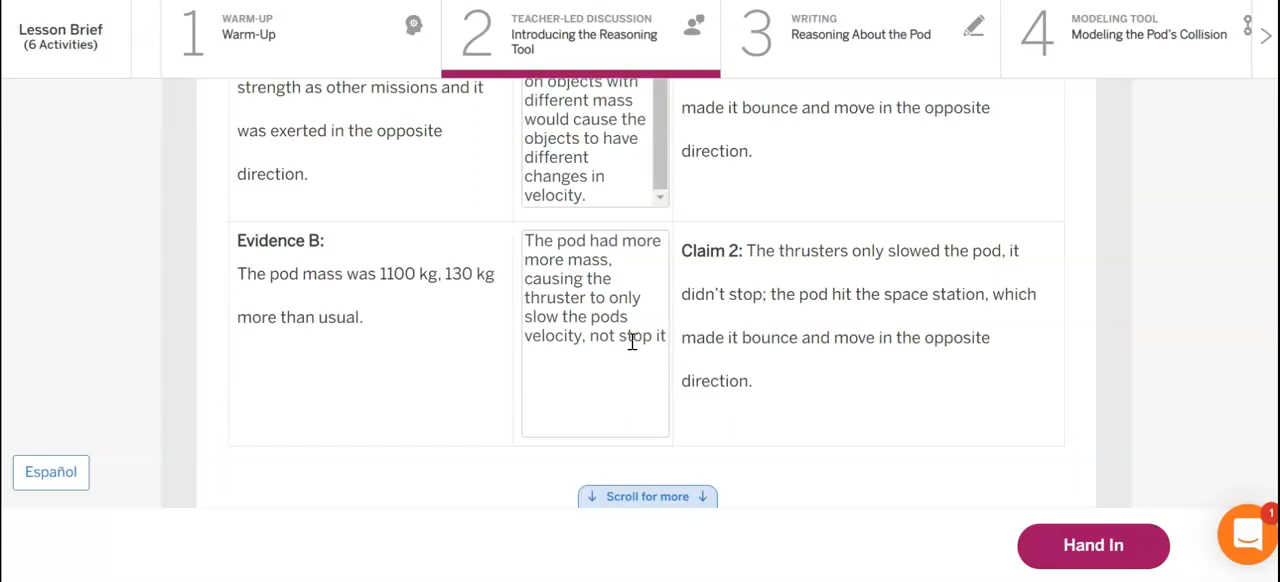 Lesson Brief
(6 Activities)
1
WARM-UP
Warm-Up
2
TEACHER-LED DISCUSSION
Introducing the Reasoning
Tool
3
WRITING
Reasoning About the Pod
4
MODELING TOOL
Modeling the Pod's Collision
strength as other missions and it
was exerted in the opposite
direction.
on objects with
different mass
would cause the
objects to have
different
changes in
velocity.
made it bounce and move in the opposite
direction.
Evidence B:
The pod mass was 1100 kg, 130 kg
more than usual.
The pod had more
more mass,
causing the
thruster to only
slow the pods
velocity, not stop it
Claim 2: The thrusters only slowed the pod, it
didn't stop; the pod hit the space station, which
made it bounce and move in the opposite
direction.
Español
↓ Scroll for more ↓
Hand In
1